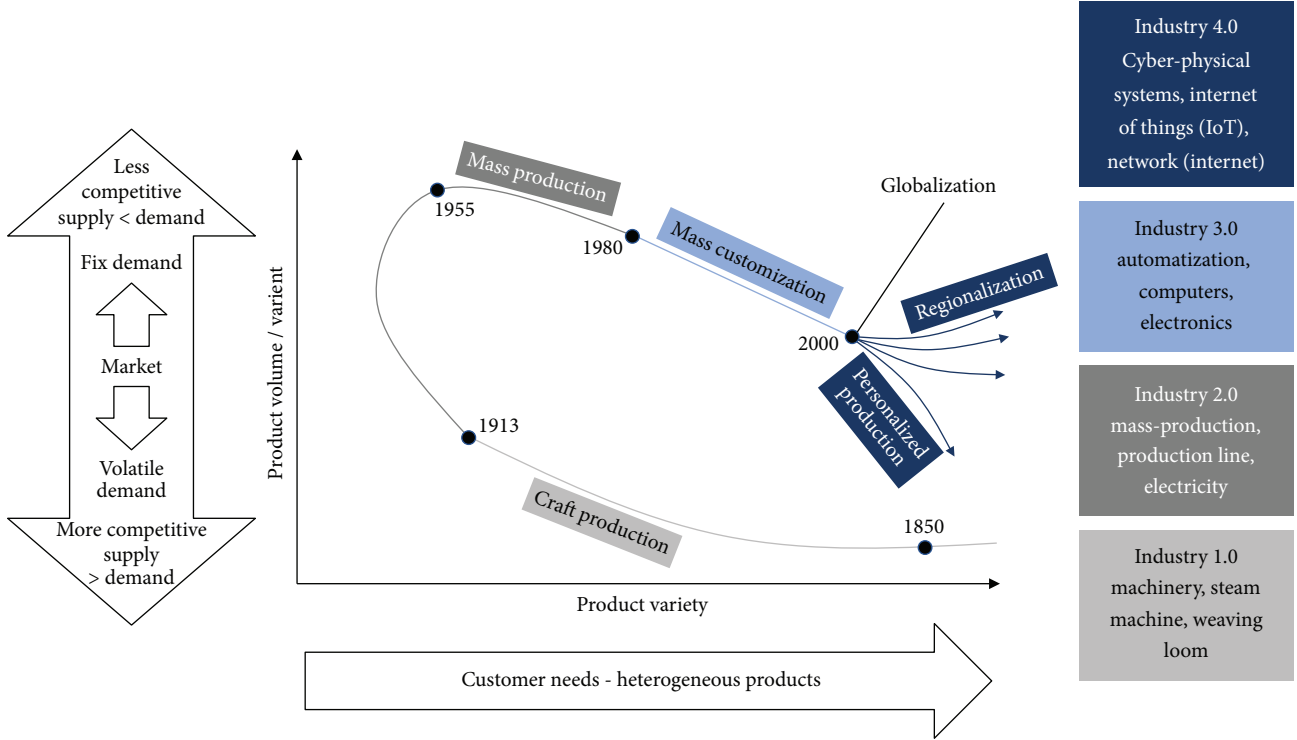 Less
competitive
supply < demand
Fix demand
Market
Volatile
demand
More competitive
supply
> demand
Product volume / varient
Mass production
1955
1980
Mass customization
Globalization
Regionalization
2000
Personalized
production
1913
Craft production
1850
Product variety
Customer needs - heterogeneous products
Industry 4.0
Cyber-physical
systems, internet
of things (IoT),
network (internet)
Industry 3.0
automatization,
computers,
electronics
Industry 2.0
mass-production,
production line,
electricity
Industry 1.0
machinery, steam
machine, weaving
loom